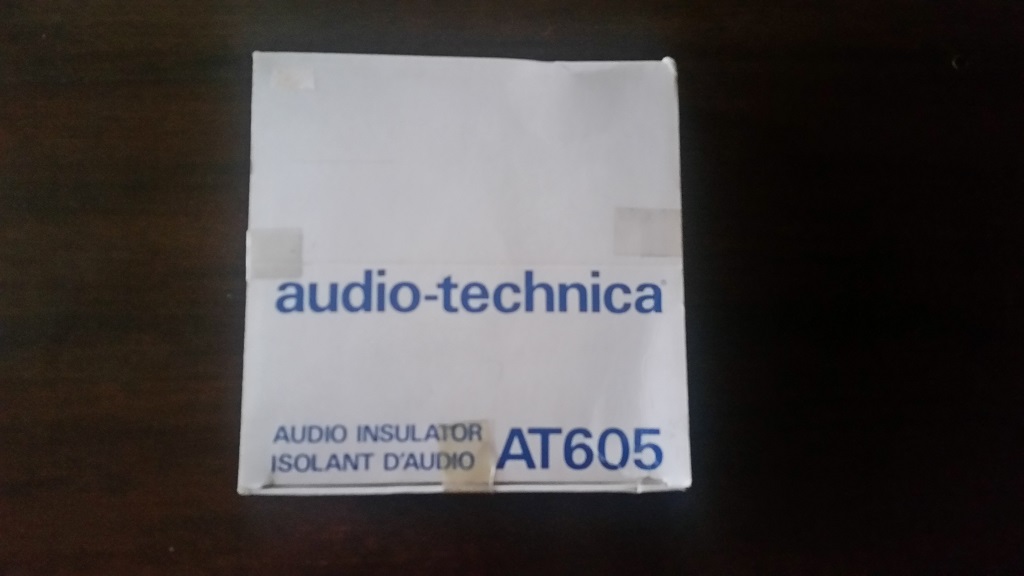 audio-technica
AUDIO INSULATOR
ISOLANT D'AUDIO
AT605